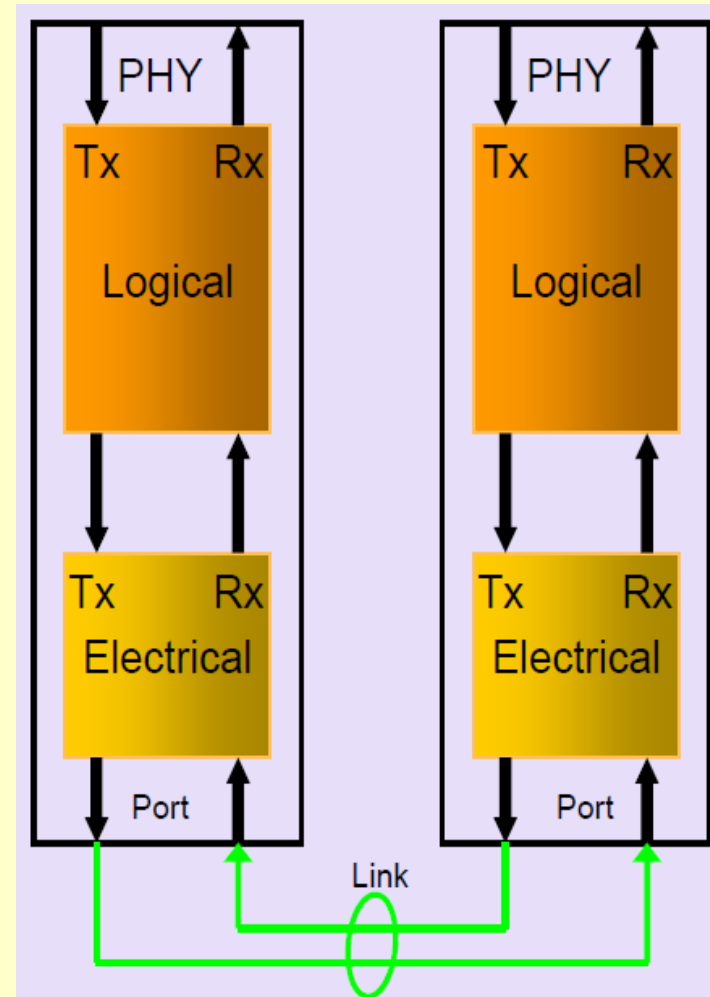 PHY
Tx Rx
Logical
Tx Rx
Electrical
Port
PHY
Tx Rx
Logical
Tx Rx
Electrical
Port
Link